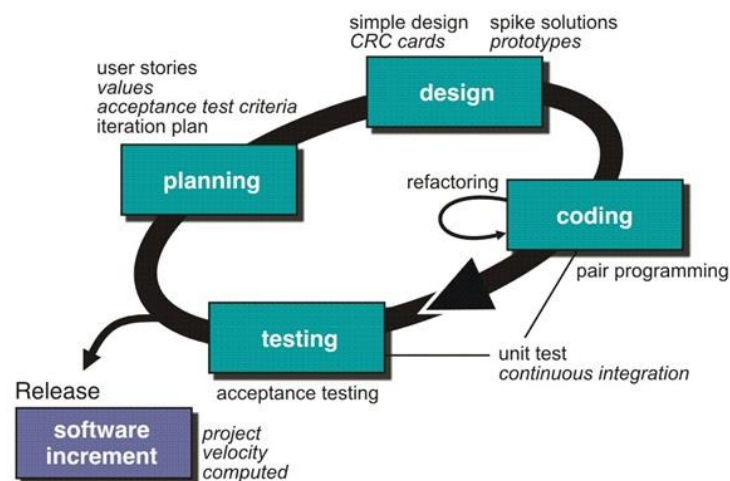 simple design
CRC cards
spike solutions
prototypes
user stories
values
acceptance test criteria
iteration plan
design
planning
refactoring
coding
pair programming
testing
unit test
continuous integration
acceptance testing
Release
software
increment
project
velocity
computed